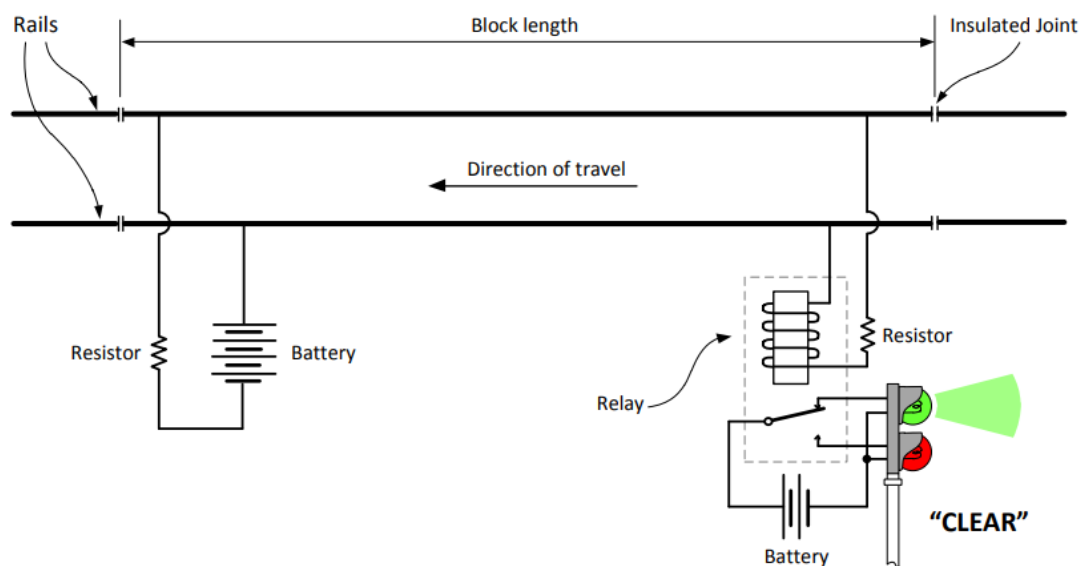 Rails
Block length
Insulated Joint
Direction of travel
Resistor
Battery
Resistor
Relay
“CLEAR”
Battery